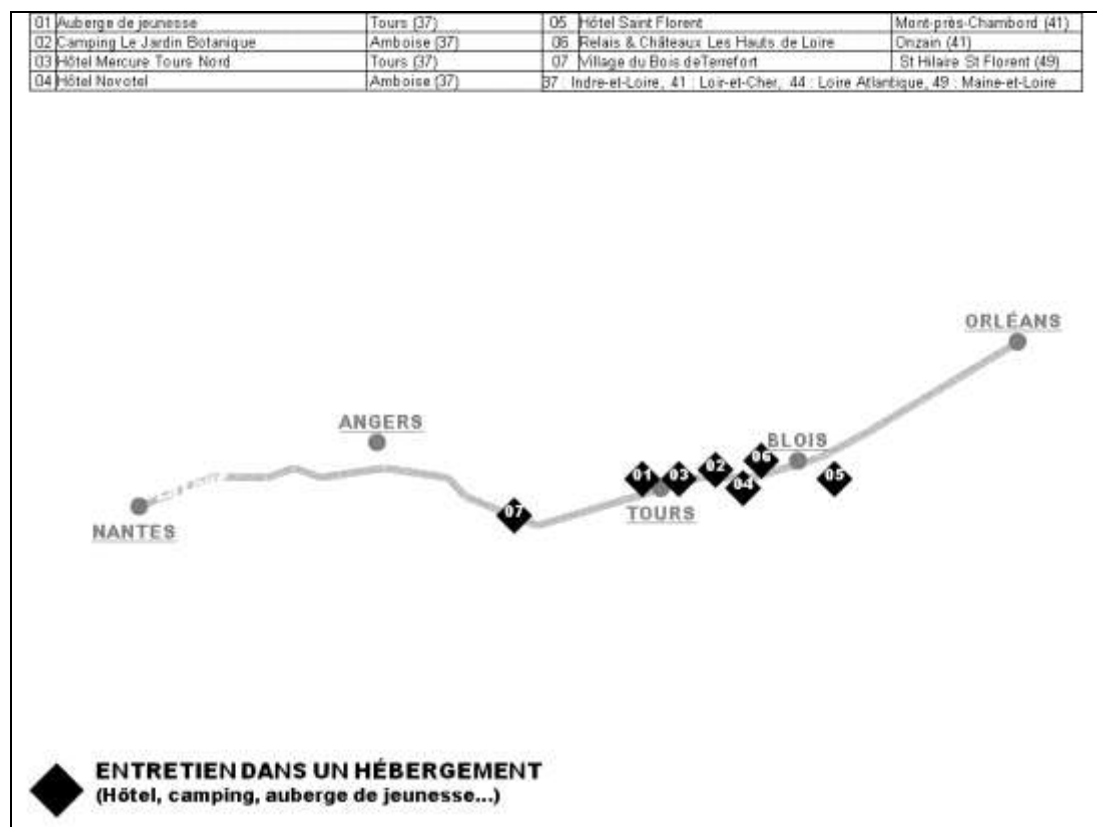 01 Auberge de jeunesse Tours (37) 05 Hôtel Saint Florent Mont-près-Chambord (41)
02 Camping Le Jardin Botanique Amboise (37) 06 Relais & Châteaux Les Hauts de Loire Onzain (41)
03 Hôtel Mercure Tours Nord Tours (37) 07 Village du Bois deTerrefort St Hilaire St Florent (49)
04 Hôtel Novotel Amboise (37) 37 : Indre-et-Loire, 41 : Loir-et-Cher, 44 : Loire Atlantique, 49 : Maine-et-Loire
ORLÉANS
ANGERS
BLOIS
06
02
01
03
04
05
07
TOURS
NANTES
ENTRETIEN DANS UN HÉBERGEMENT
(Hôtel, camping, auberge de jeunesse...)